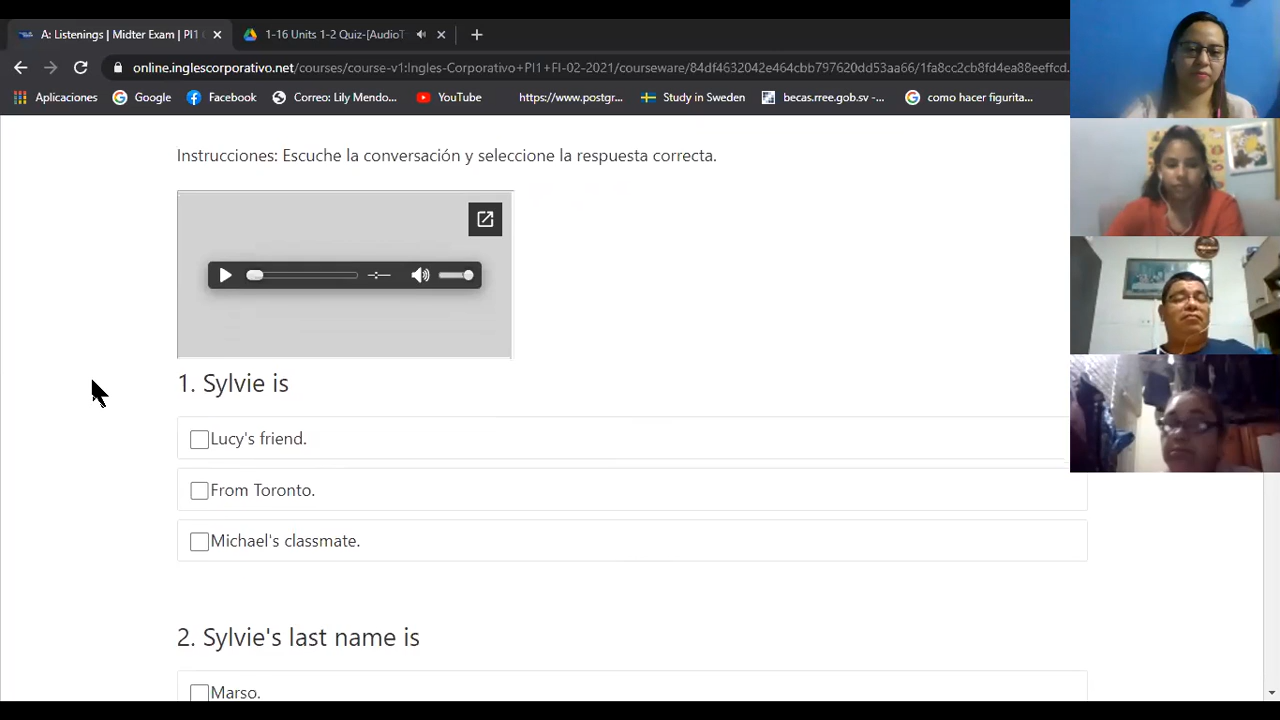 A: Listenings | Midter Exam | PI1
1-16 Units 1-2 Quiz-[AudioT
online.inglescorporativo.net/courses/course-v1:Ingles-Corporativo+PI1+FI-02-2021/courseware/84df4632042e464cbb797620dd53aa66/1fa8cc2cb8fd4ea88eeffcd.
Aplicaciones
Google
Facebook
Correo: Lily Mendo...
YouTube
https://www.postgr...
Study in Sweden
becas.ree.gob.sv -...
como hacer figurita...
Instrucciones: Escuche la conversación y seleccione la respuesta correcta.
1. Sylvie is
Lucy's friend.
From Toronto.
Michael's classmate.
2. Sylvie's last name is
Marso.